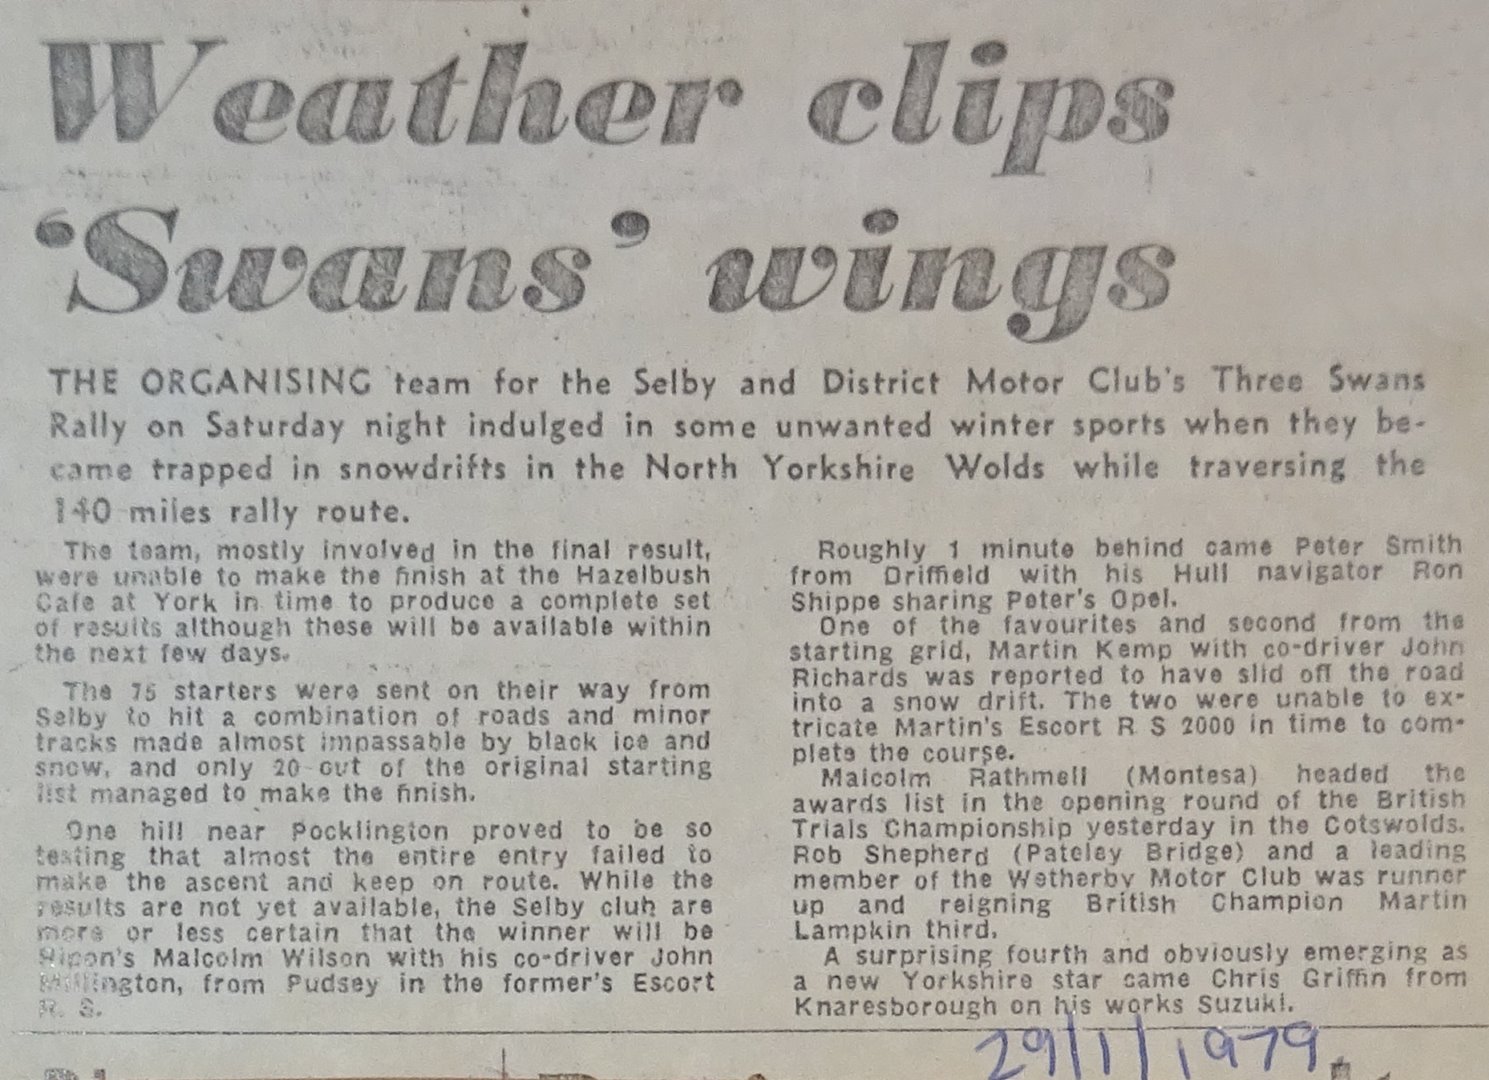 Weather clips
‘Swans’ wings
THE ORGANISING team for the Selby and District Motor Club's Three Swans
Rally on Saturday night indulged in some unwanted winter sports when they be-
came trapped in snowdrifts in the North Yorkshire Wolds while traversing the
140 miles rally route.
The team, mostly involved in the final result,
were unable to make the finish at the Hazelbush
Cafe at York in time to produce a complete set
of results although these will be available within
the next few days.
The 75 starters were sent on their way from
Selby to hit a combination of roads and minor
tracks made almost impassable by black ice and
snow, and only 20 out of the original starting
list managed to make the finish.
One hill near Pocklington proved to be so
testing that almost the entire entry failed to
make the ascent and keep on route. While the
results are not yet available, the Selby club are
more or less certain that the winner will be
Ripon's Malcolm Wilson with his co-driver John
from Pudsey in the former's Escort
R. S.
Roughly 1 minute behind came Peter Smith
from Driffield with his Hull navigator Ron
Shippe sharing Peter's Opel.
One of the favourites and second from the
starting grid, Martin Kemp with co-driver John
Richards was reported to have slid off the road
into a snow drift. The two were unable to ex-
tricate Martin's Escort R S 2000 in time to com-
plete the course.
Malcolm Rathmell (Montesa) headed the
awards list in the opening round of the British
Trials Championship yesterday in the Cotswolds.
Rob Shepherd (Pateley Bridge) and a leading
member of the Wetherby Motor Club was runner
up and reigning British Champion Martin
Lampkin third.
A surprising fourth and obviously emerging as
a new Yorkshire star came Chris Griffin from
Knaresborough on his works Suzuki.
29/1/1979